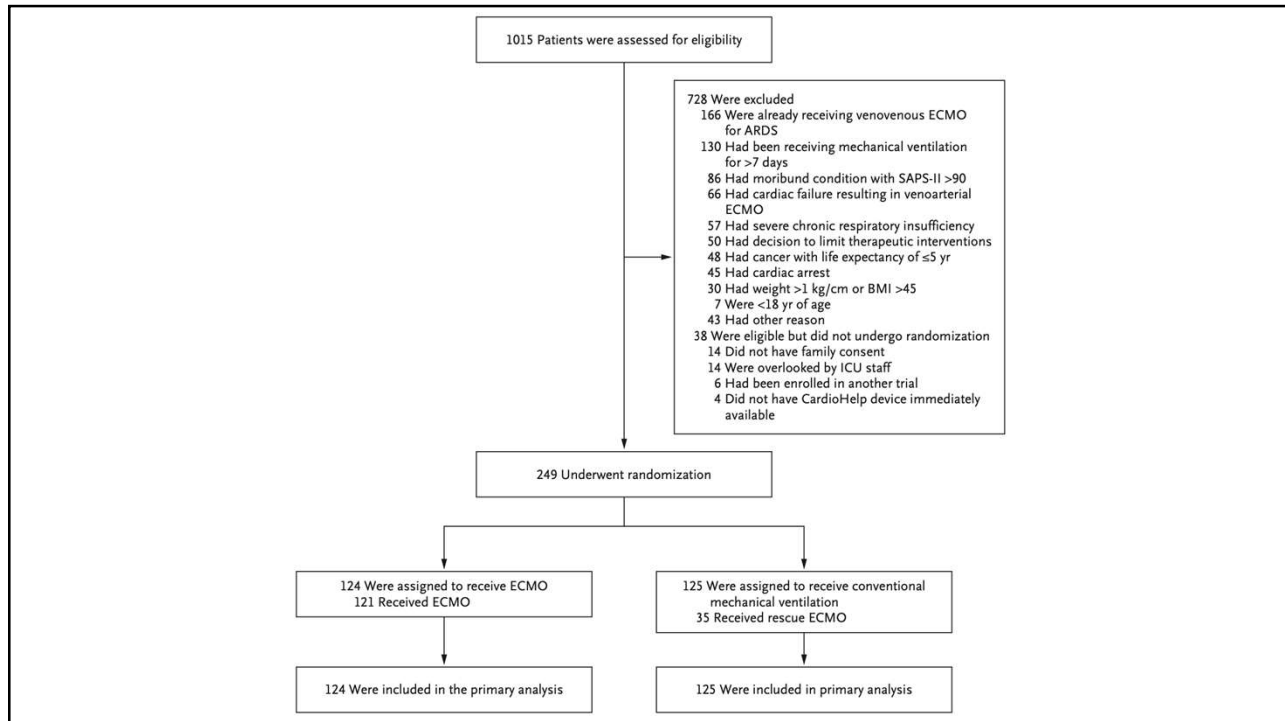 1015 Patients were assessed for eligibility
728 Were excluded
166 Were already receiving venovenous ECMO
for ARDS
130 Had been receiving mechanical ventilation
for >7 days
86 Had moribund condition with SAPS-II >90
66 Had cardiac failure resulting in venoarterial
ECMO
57 Had severe chronic respiratory insufficiency
50 Had decision to limit therapeutic interventions
48 Had cancer with life expectancy of ≤5 yr
45 Had cardiac arrest
30 Had weight >1 kg/cm or BMI >45
7 Were <18 yr of age
43 Had other reason
38 Were eligible but did not undergo randomization
14 Did not have family consent
14 Were overlooked by ICU staff
6 Had been enrolled in another trial
4 Did not have CardioHelp device immediately
available
249 Underwent randomization
124 Were assigned to receive ECMO
121 Received ECMO
125 Were assigned to receive conventional
mechanical ventilation
35 Received rescue ECMO
124 Were included in the primary analysis
125 Were included in primary analysis